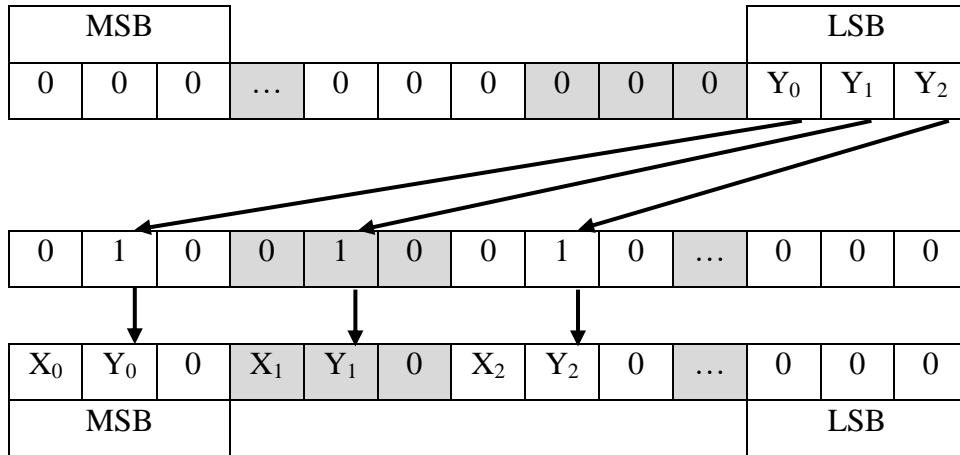 MSB LSB
0 0 0 … 0 0 0 0 0 0 Y0 Y1 Y2
0 1 0 0 1 0 0 1 0 … 0 0 0
X0 Y0 0 X1 Y1 0 X2 Y2 0 … 0 0 0
MSB LSB